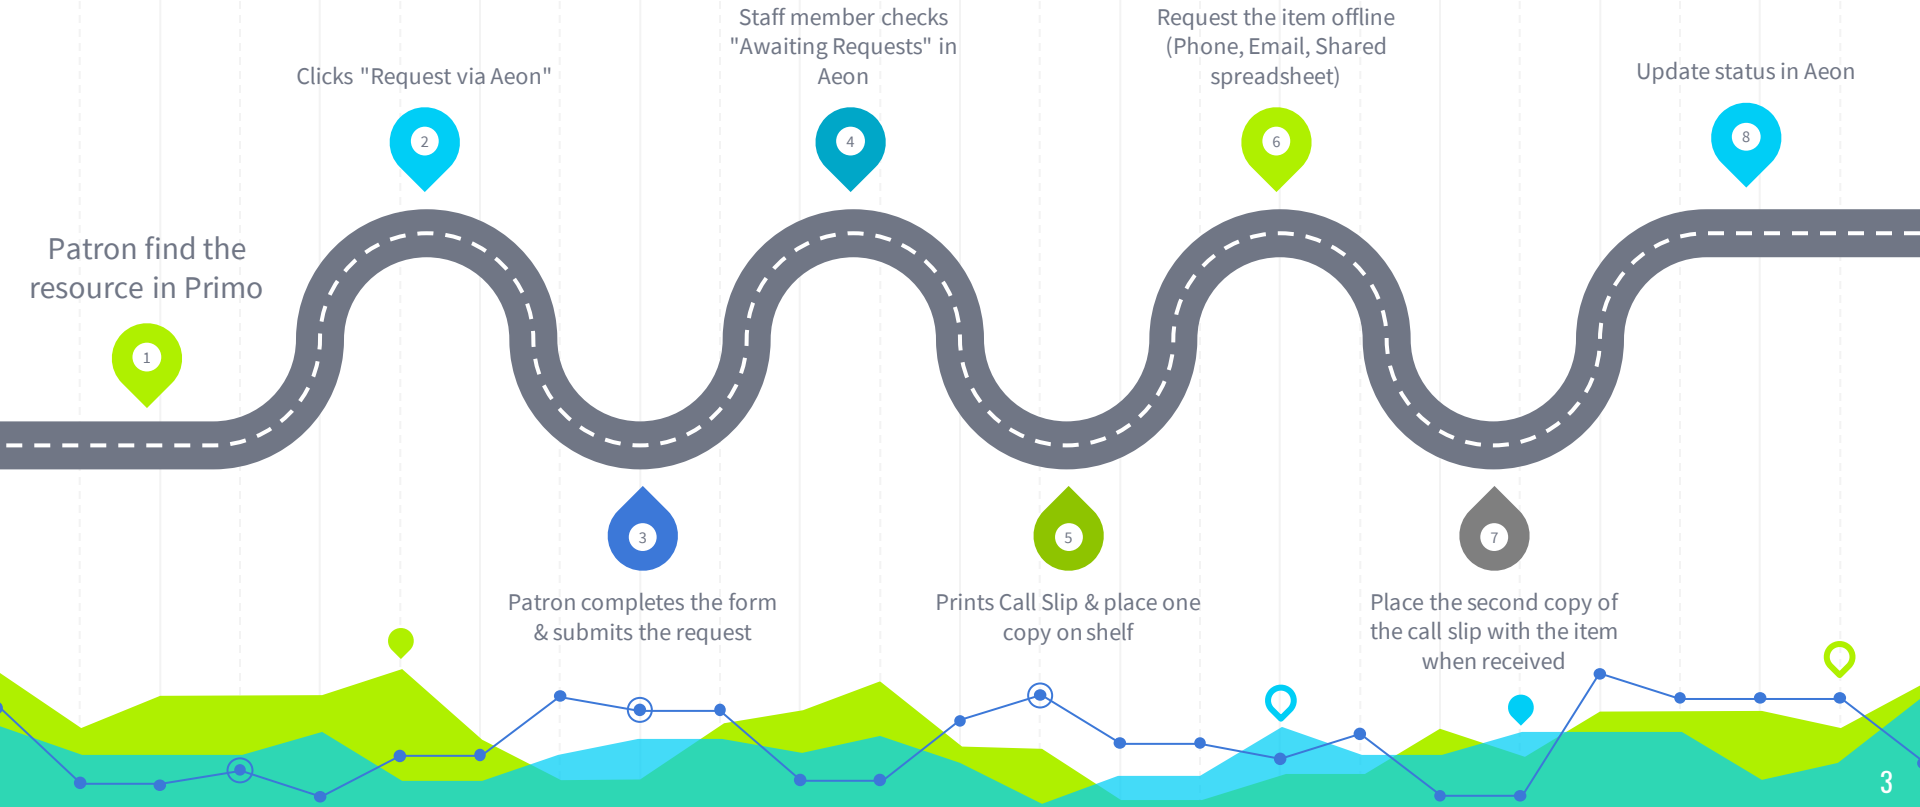 Patron find the
resource in Primo
1
Clicks "Request via Aeon"
2
3
Patron completes the form
& submits the request
Staff member checks
"Awaiting Requests" in
Aeon
4
5
Prints Call Slip & place one
copy on shelf
Request the item offline
(Phone, Email, Shared
spreadsheet)
6
7
Place the second copy of
the call slip with the item
when received
Update status in Aeon
8
3